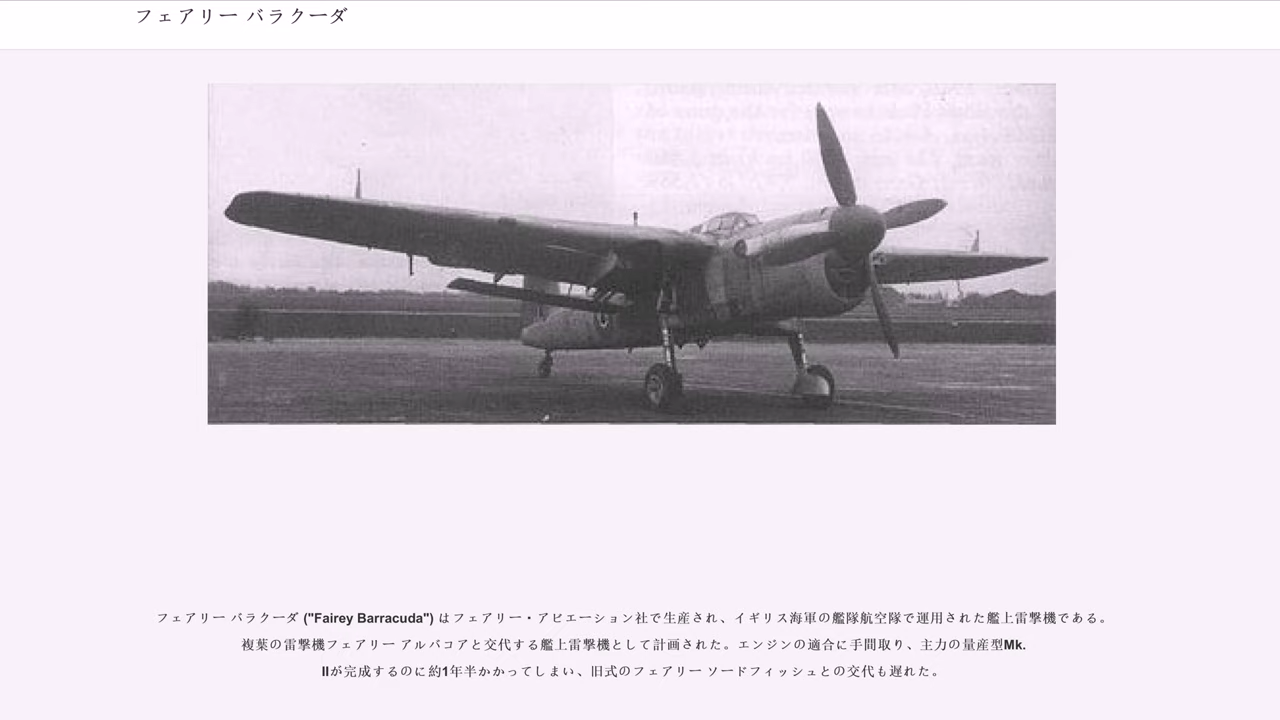 フェアリー バラクーダ
フェアリー バラクーダ ("Fairey Barracuda") はフェアリー・アビエーション社で生産され、イギリス海軍の艦隊航空隊で運用された艦上雷撃機である。
複葉の雷撃機フェアリー アルバコアと交代する艦上雷撃機として計画された。エンジンの適合に手間取り、主力の量産型Mk.
IIが完成するのに約1年半かかってしまい、旧式のフェアリー ソードフィッシュとの交代も遅れた。